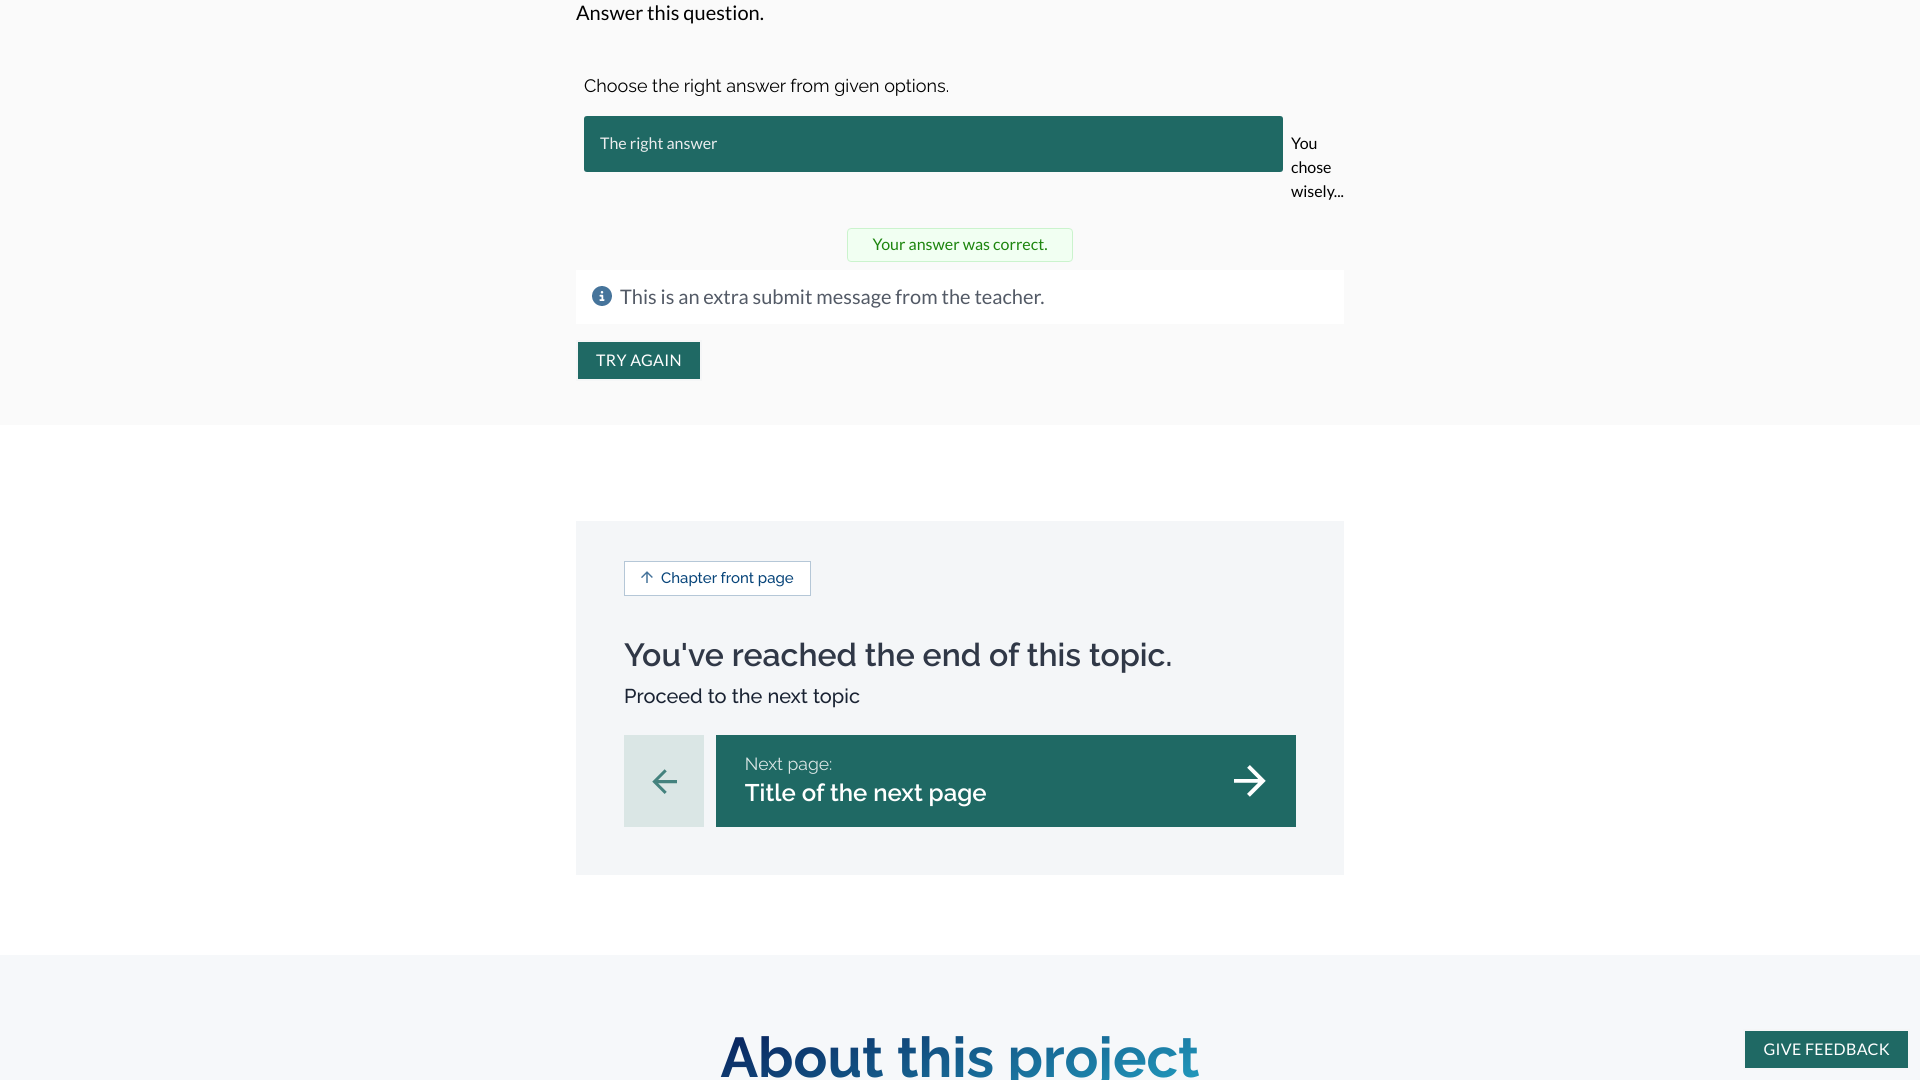 Answer this question.
Choose the right answer from given options.
The right answer
You
chose
wisely...
Your answer was correct.
This is an extra submit message from the teacher.
TRY AGAIN
Chapter front page
You've reached the end of this topic.
Proceed to the next topic
Next page:
Title of the next page
About this project
GIVE FEEDBACK